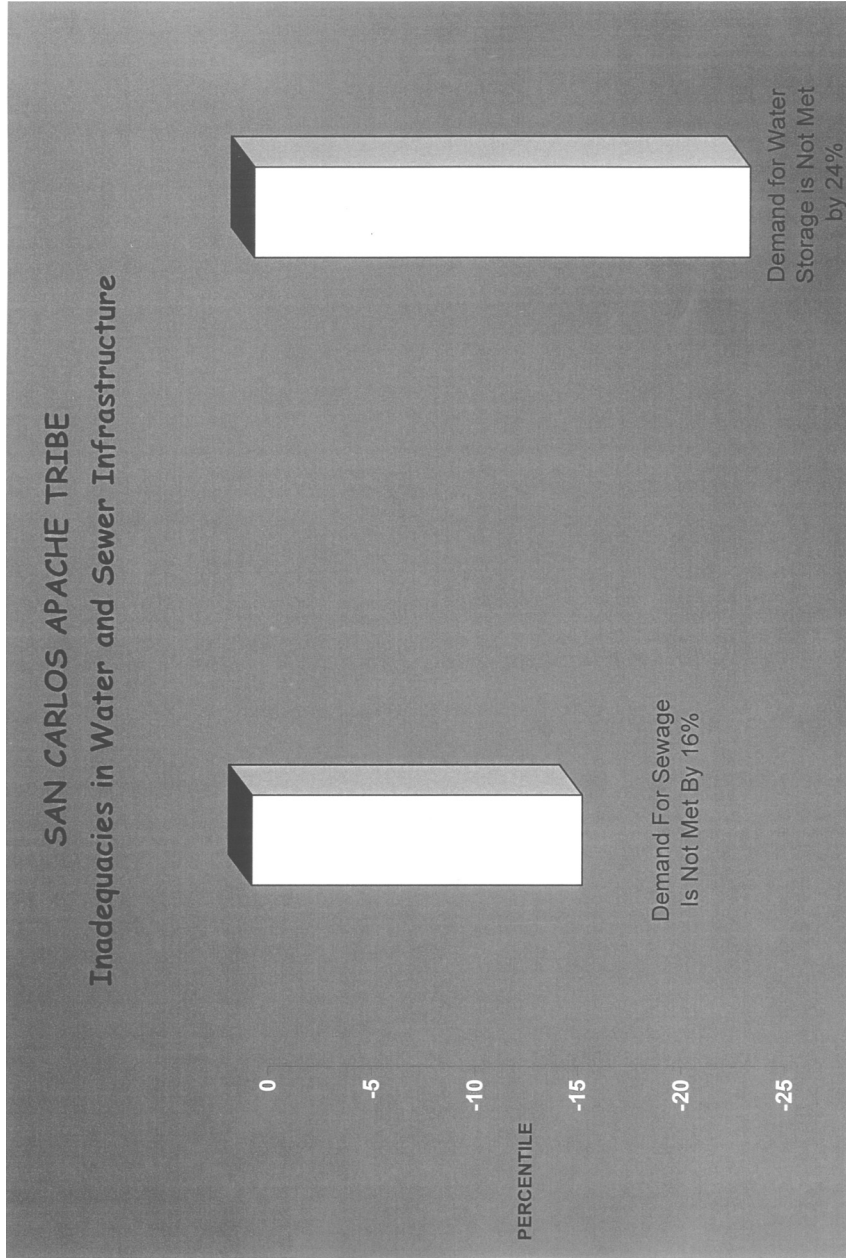 SAN CARLOS APACHE TRIBE
Inadequacies in Water and Sewer Infrastructure
PERCENTILE
0
-5
-10
-15
-20
-25
Demand For Sewage
Is Not Met By 16%
Demand for Water
Storage is Not Met
by 24%